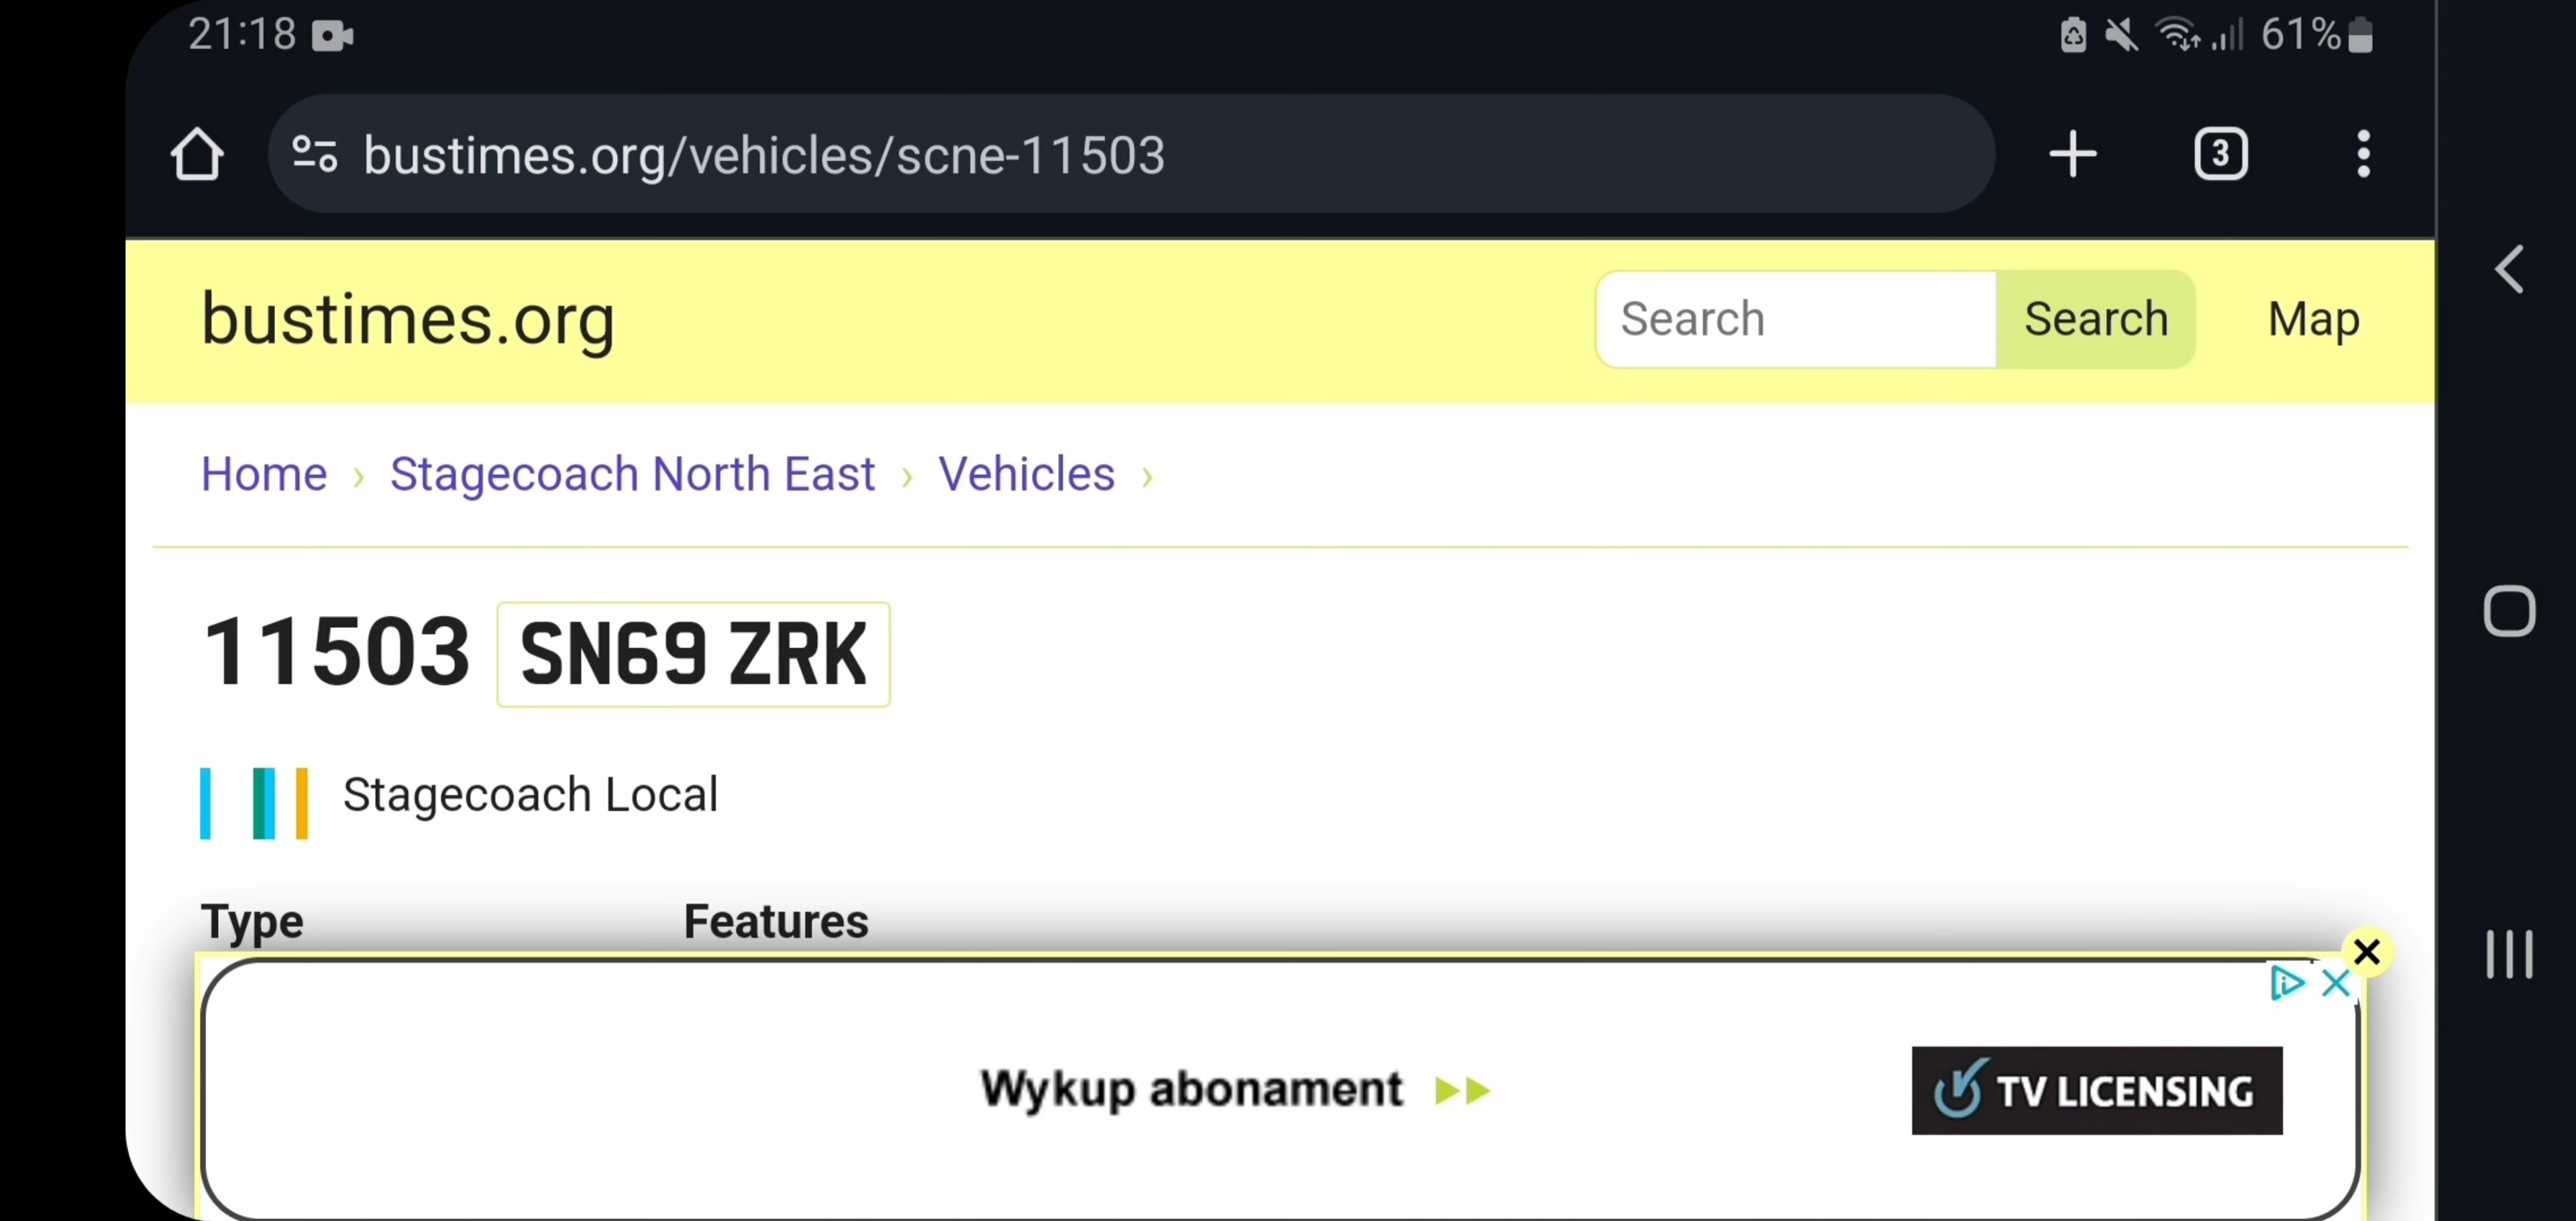 21:18 61%
bustimes.org/vehicles/scne-11503 3
bustimes.org Search Search Map
Home › Stagecoach North East › Vehicles ›
11503 SN69 ZRK
Stagecoach Local
Type Features
Wykup abonament TV LICENSING